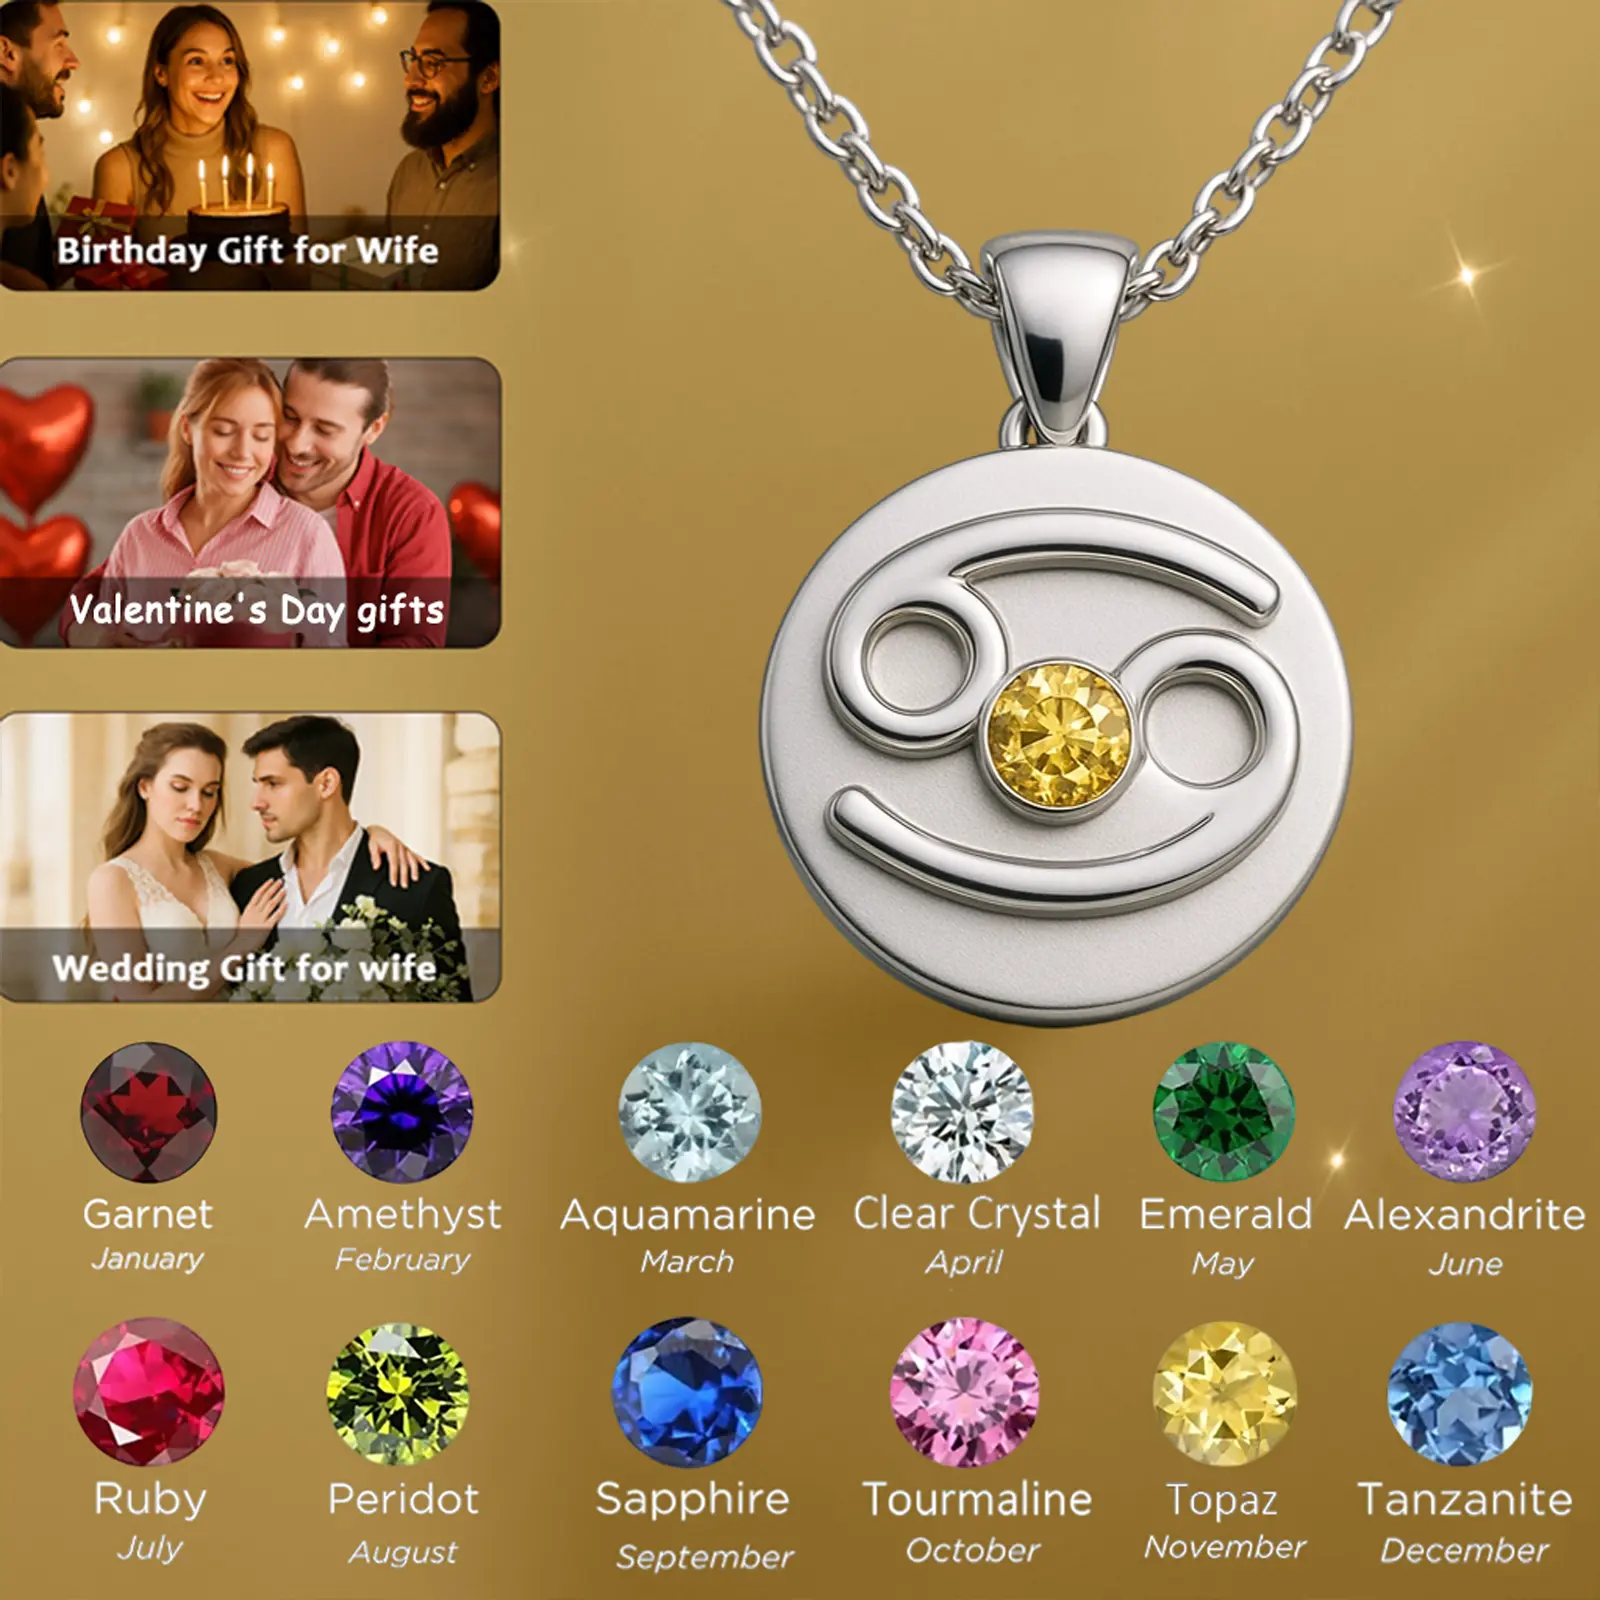 Birthday Gift for Wife
Valentine's Day gifts
Wedding Gift for wife
Garnet
January
Amethyst
February
Aquamarine
March
Clear Crystal
April
Emerald
May
Alexandrite
June
Ruby
July
Peridot
August
Sapphire
September
Tourmaline
October
Topaz
November
Tanzanite
December